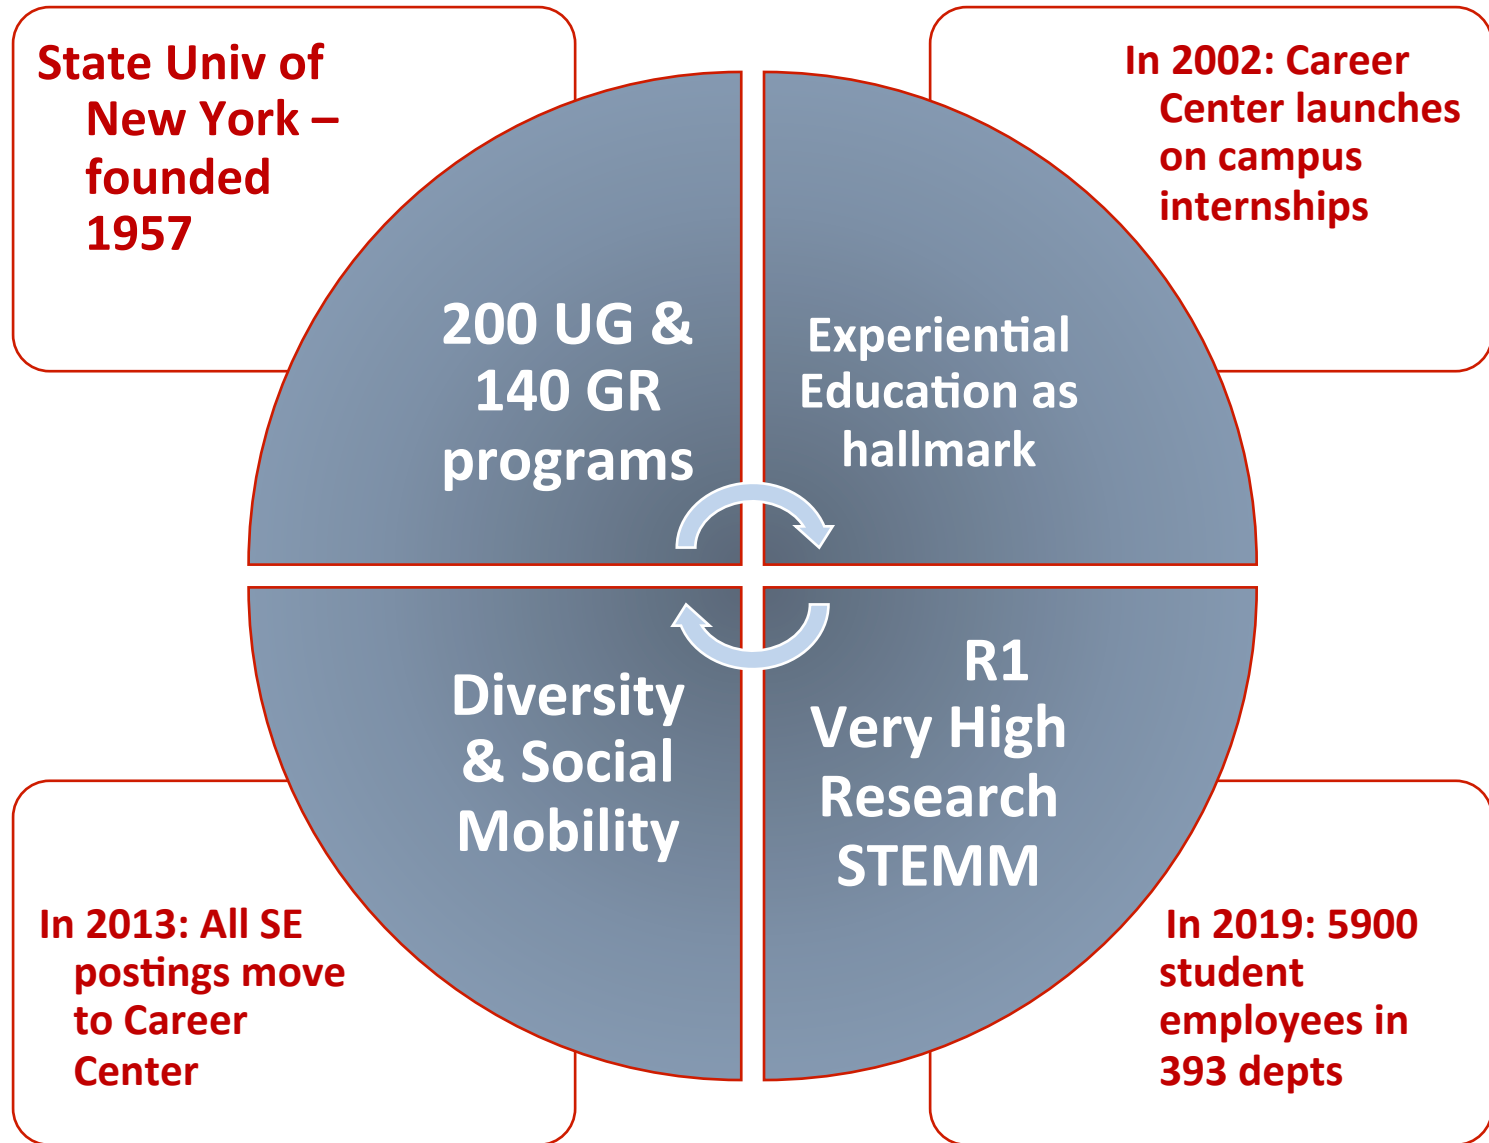 State Univ of
New York –
founded
1957
In 2002: Career
Center launches
on campus
internships
200 UG &
140 GR
programs
Experiential
Education as
hallmark
Diversity
& Social
Mobility
R1
Very High
Research
STEMM
In 2013: All SE
postings move
to Career
Center
In 2019: 5900
student
employees in
393 depts